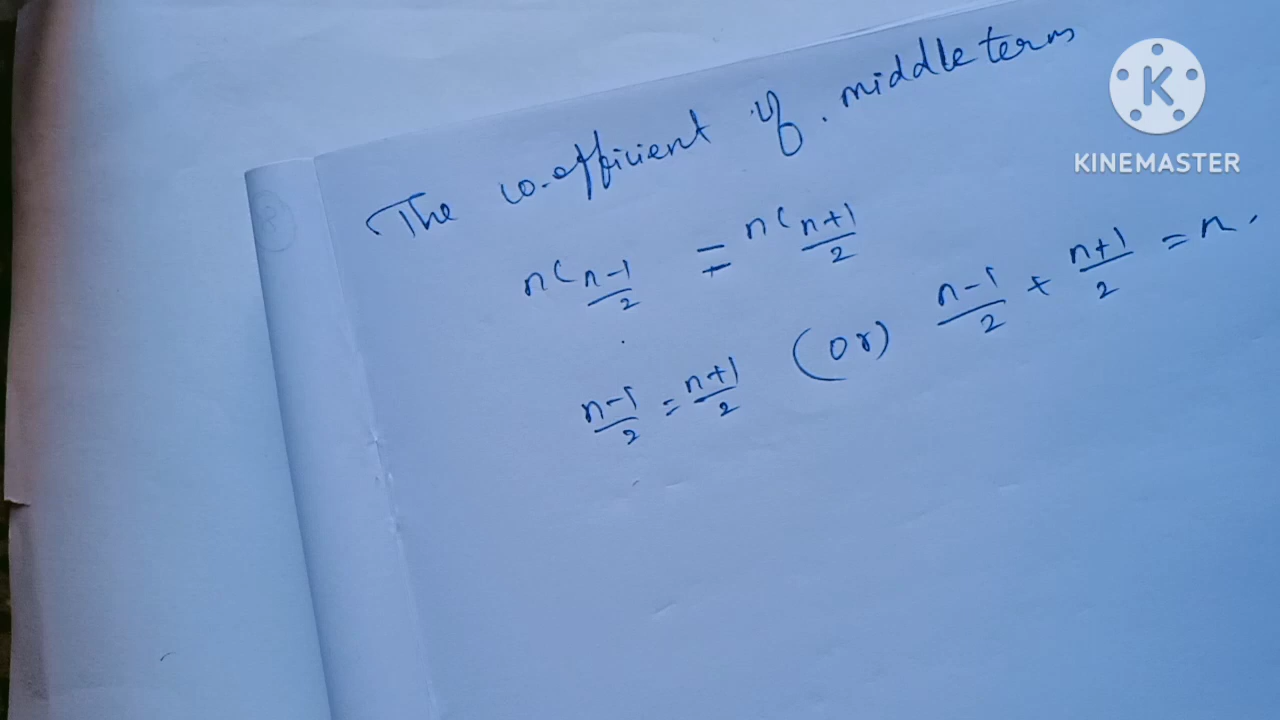 The co-efficient of middle term
nC n-1/2 = nC n+1/2
n-1/2 = n+1/2 (or) n-1/2 + n+1/2 = n.
K
KINEMASTER